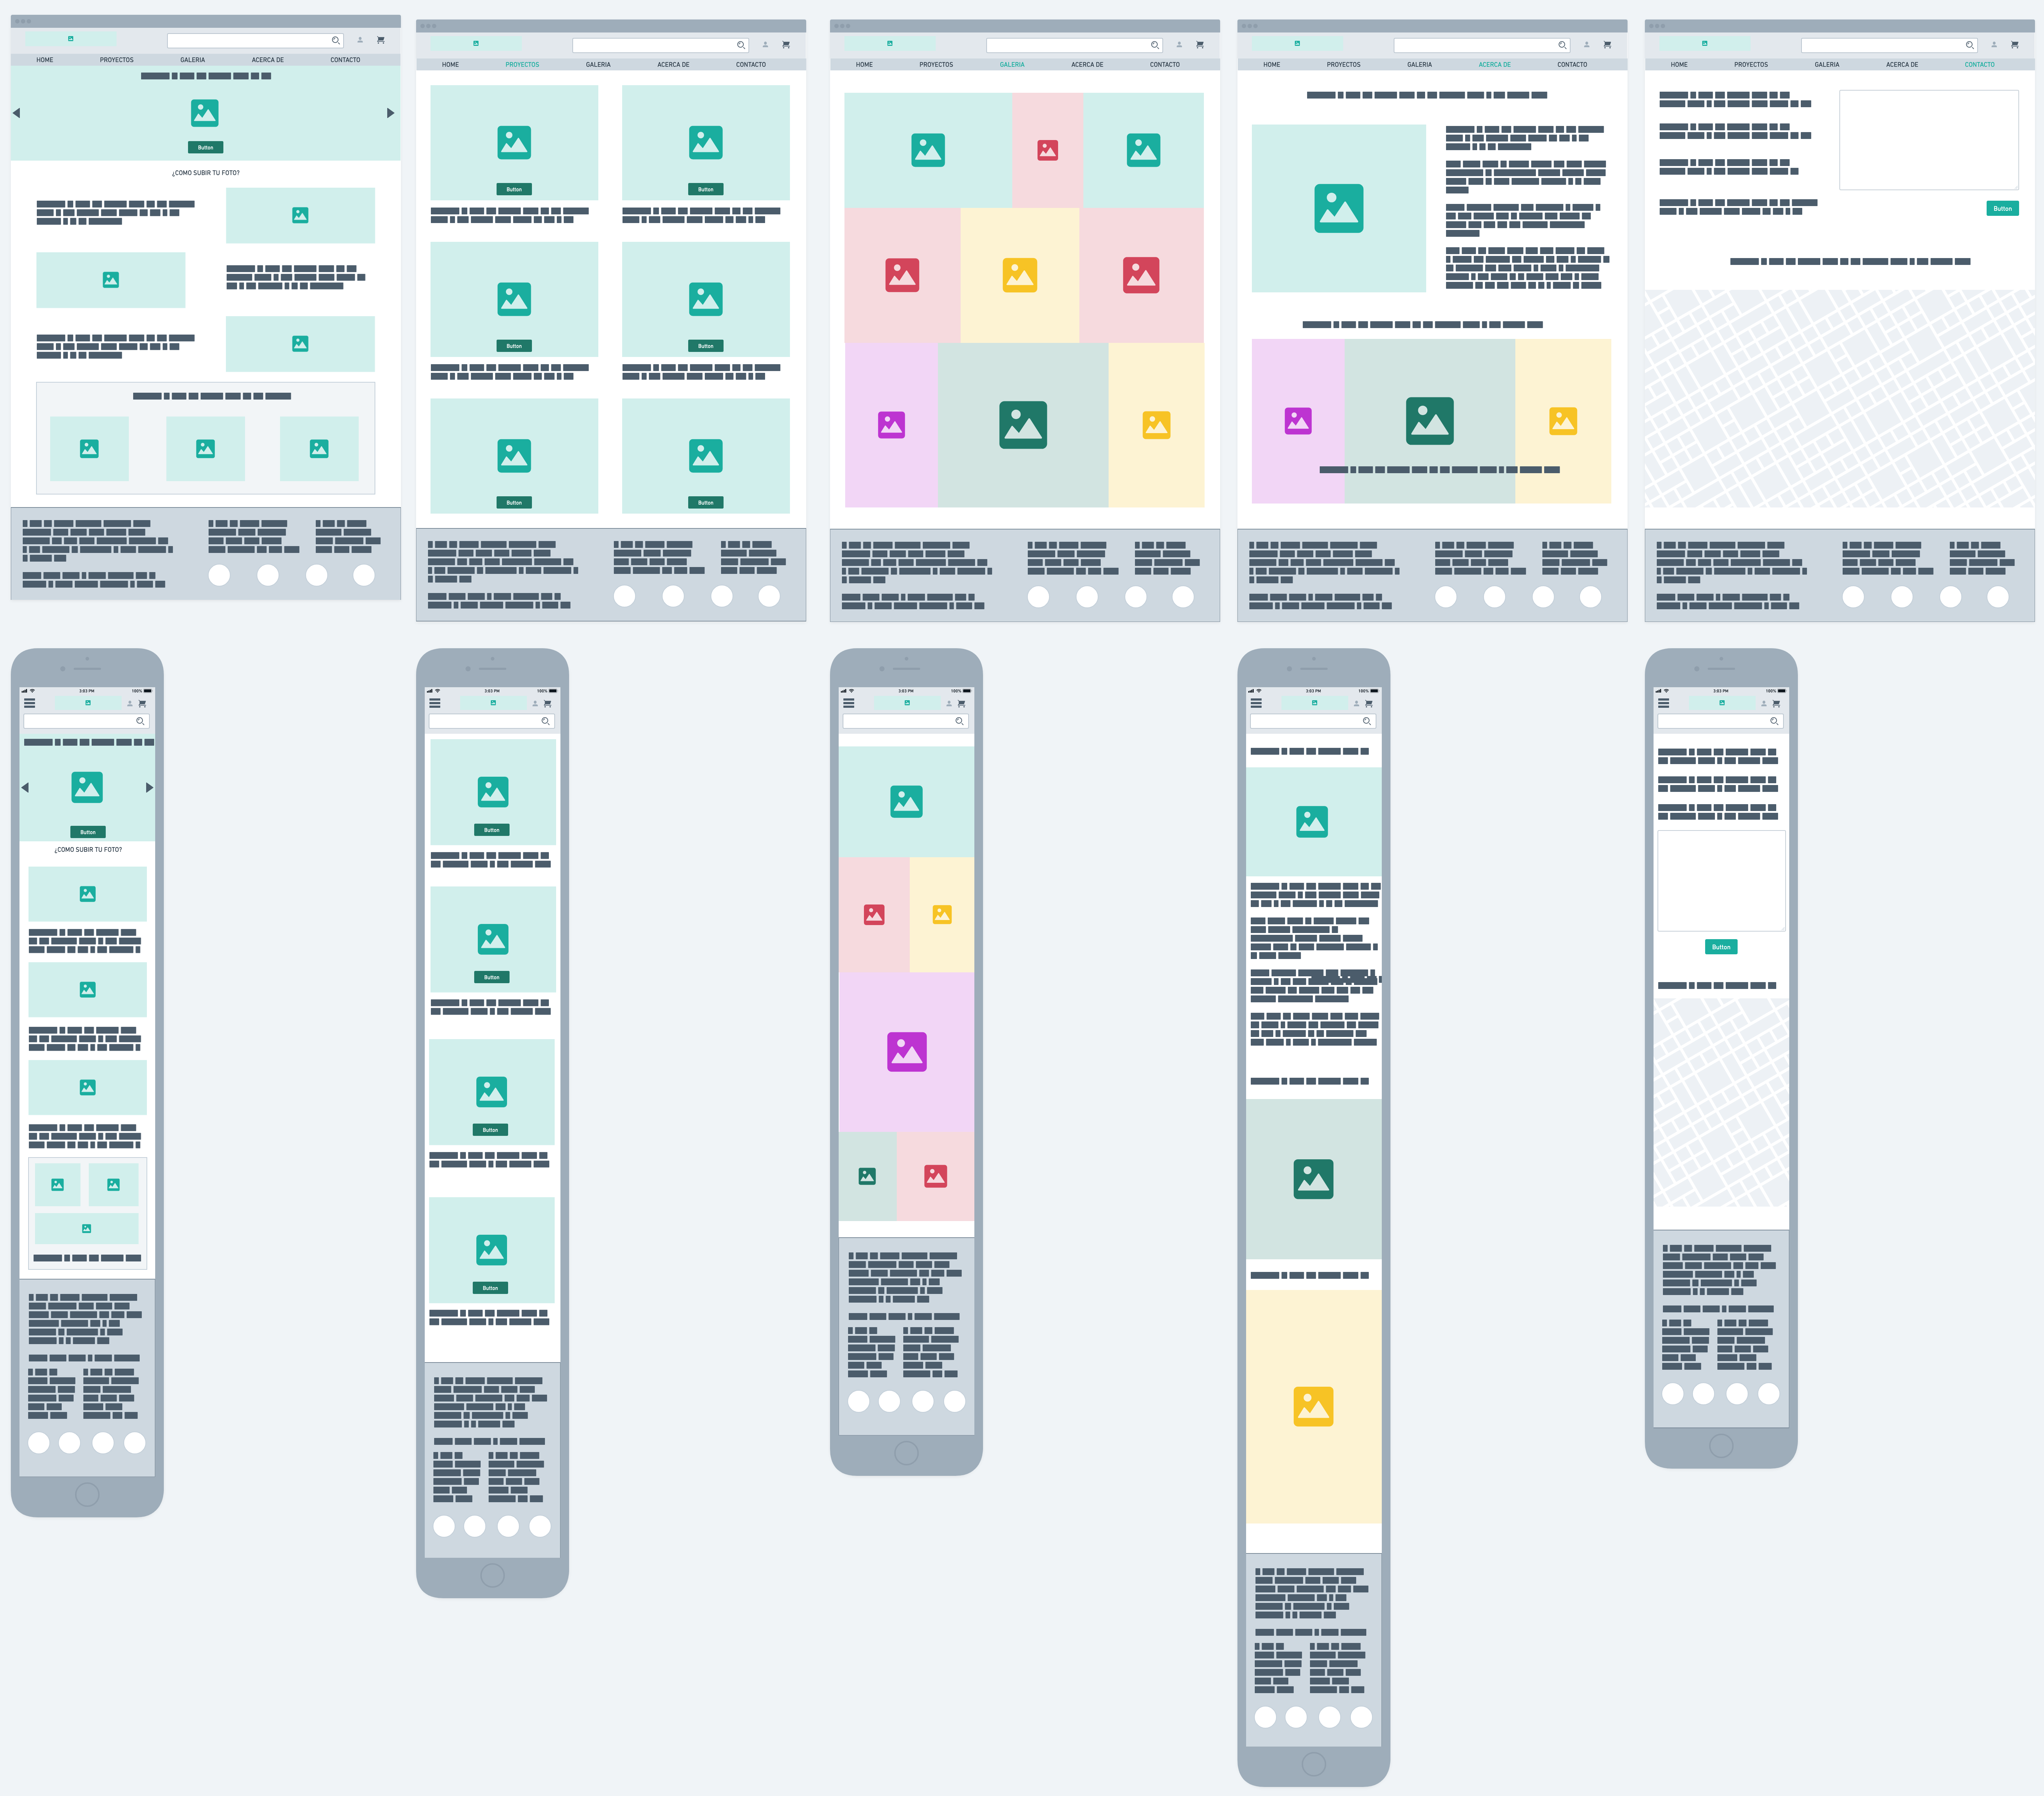 HOME PROYECTOS GALERIA ACERCA DE CONTACTO
Button
¿COMO SUBIR TU FOTO?
HOME PROYECTOS GALERIA ACERCA DE CONTACTO
Button Button
Button Button
Button Button
HOME PROYECTOS GALERIA ACERCA DE CONTACTO
HOME PROYECTOS GALERIA ACERCA DE CONTACTO
HOME PROYECTOS GALERIA ACERCA DE CONTACTO
Button
3:03 PM 100%
Button
¿COMO SUBIR TU FOTO?
3:03 PM 100%
Button
Button
Button
Button
3:03 PM 100%
3:03 PM 100%
3:03 PM 100%
Button